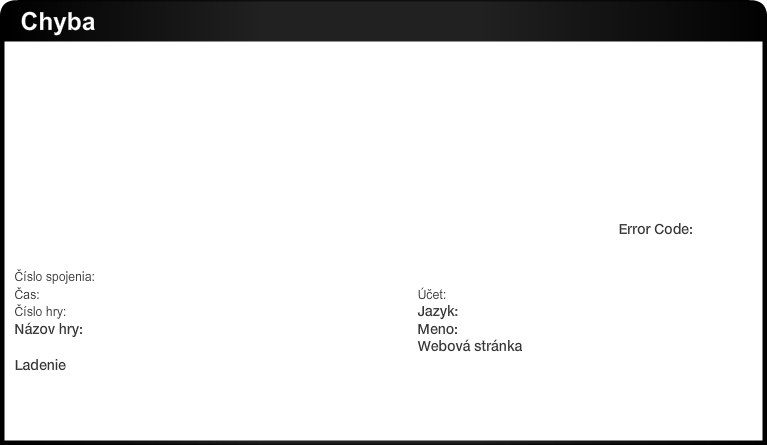 Chyba
Error Code:
Číslo spojenia:
Čas:
Číslo hry:
Názov hry:
Ladenie
Účet:
Jazyk:
Meno:
Webová stránka